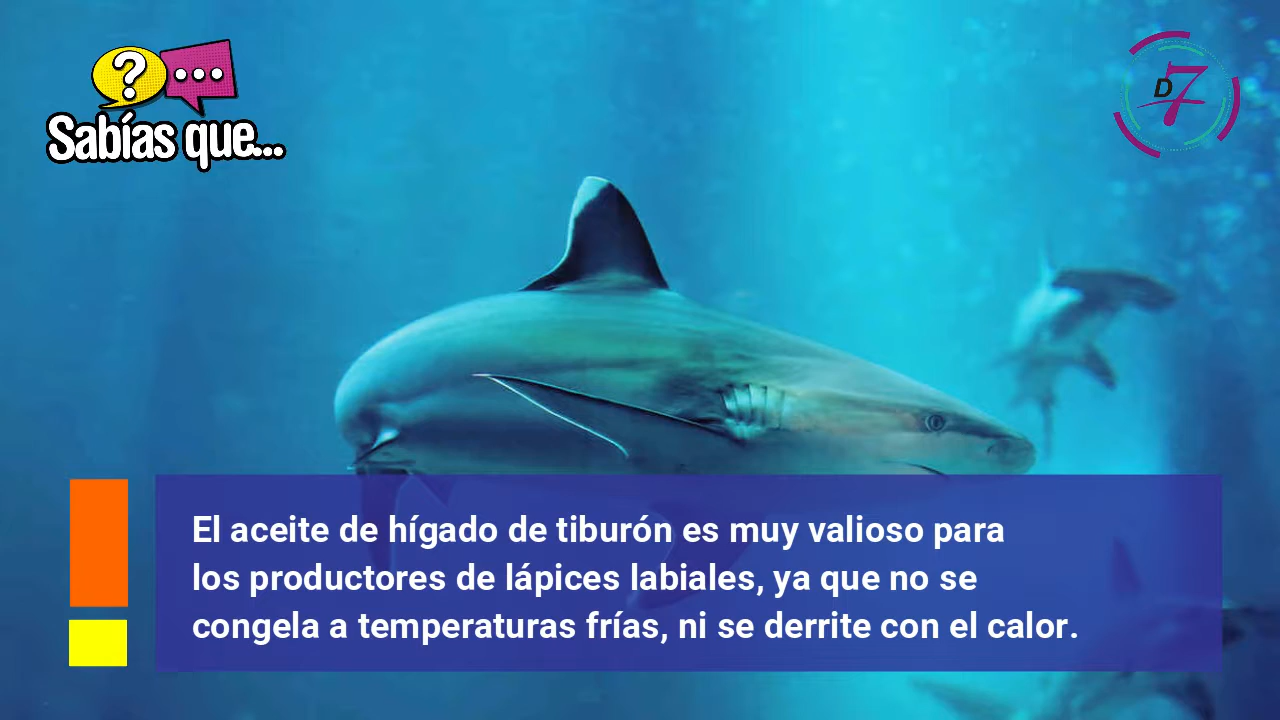 ?...
Sabías que...
D7
El aceite de hígado de tiburón es muy valioso para
los productores de lápices labiales, ya que no se
congela a temperaturas frías, ni se derrite con el calor.